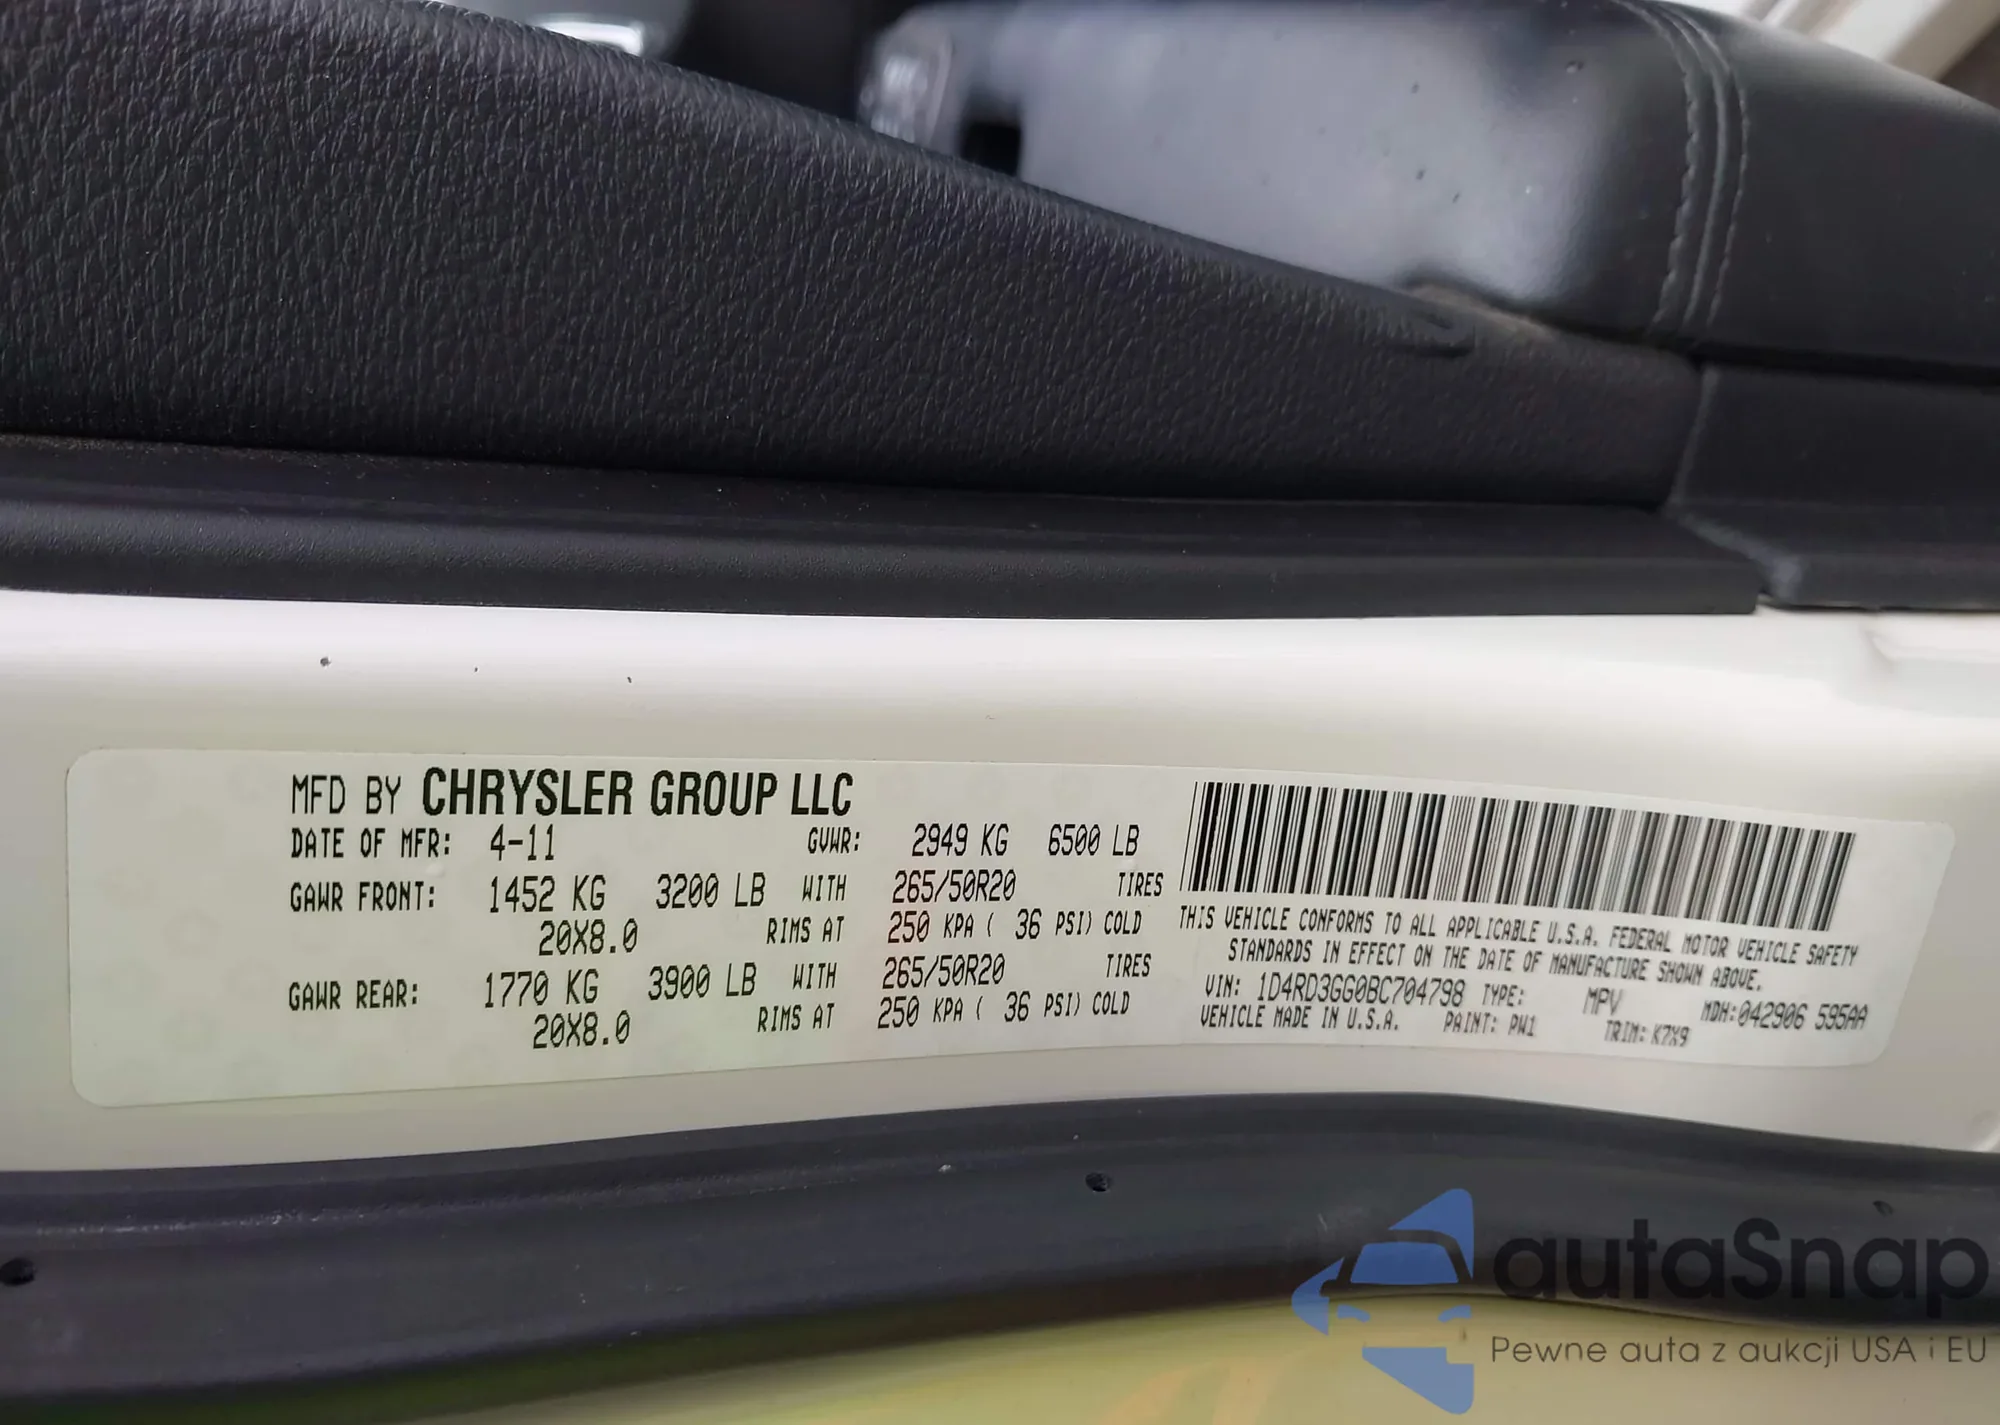 MFD BY CHRYSLER GROUP LLC
DATE OF MFR: 4-11 GVWR: 2949 KG 6500 LB
GAWR FRONT: 1452 KG 3200 LB WITH 265/50R20 TIRES
20X8.0 RIMS AT 250 KPA ( 36 PSI) COLD
GAWR REAR: 1770 KG 3900 LB WITH 265/50R20 TIRES
20X8.0 RIMS AT 250 KPA ( 36 PSI) COLD
THIS VEHICLE CONFORMS TO ALL APPLICABLE U.S.A. FEDERAL MOTOR VEHICLE SAFETY
STANDARDS IN EFFECT ON THE DATE OF MANUFACTURE SHOWN ABOVE.
VIN: 1D4RD3GG0BC704798 TYPE: MPV MDH: 042906 595AA
VEHICLE MADE IN U.S.A. PAINT: PW1 TRIM: K7X9
autaSnap
Pewne auta z aukcji USA i EU